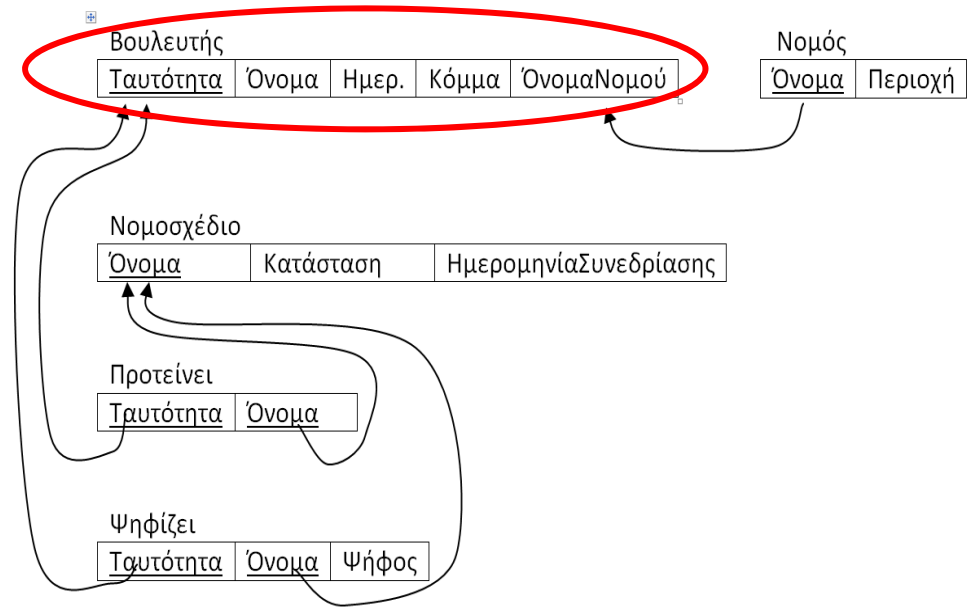 Βουλευτής
Ταυτότητα Όνομα Ημερ. Κόμμα ΌνομαΝομού
Νομός
Όνομα Περιοχή
Νομοσχέδιο
Όνομα Κατάσταση ΗμερομηνίαΣυνεδρίασης
Προτείνει
Ταυτότητα Όνομα
Ψηφίζει
Ταυτότητα Όνομα Ψήφος